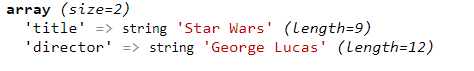 array (size=2)
  'title' => string 'Star Wars' (length=9)
  'director' => string 'George Lucas' (length=12)